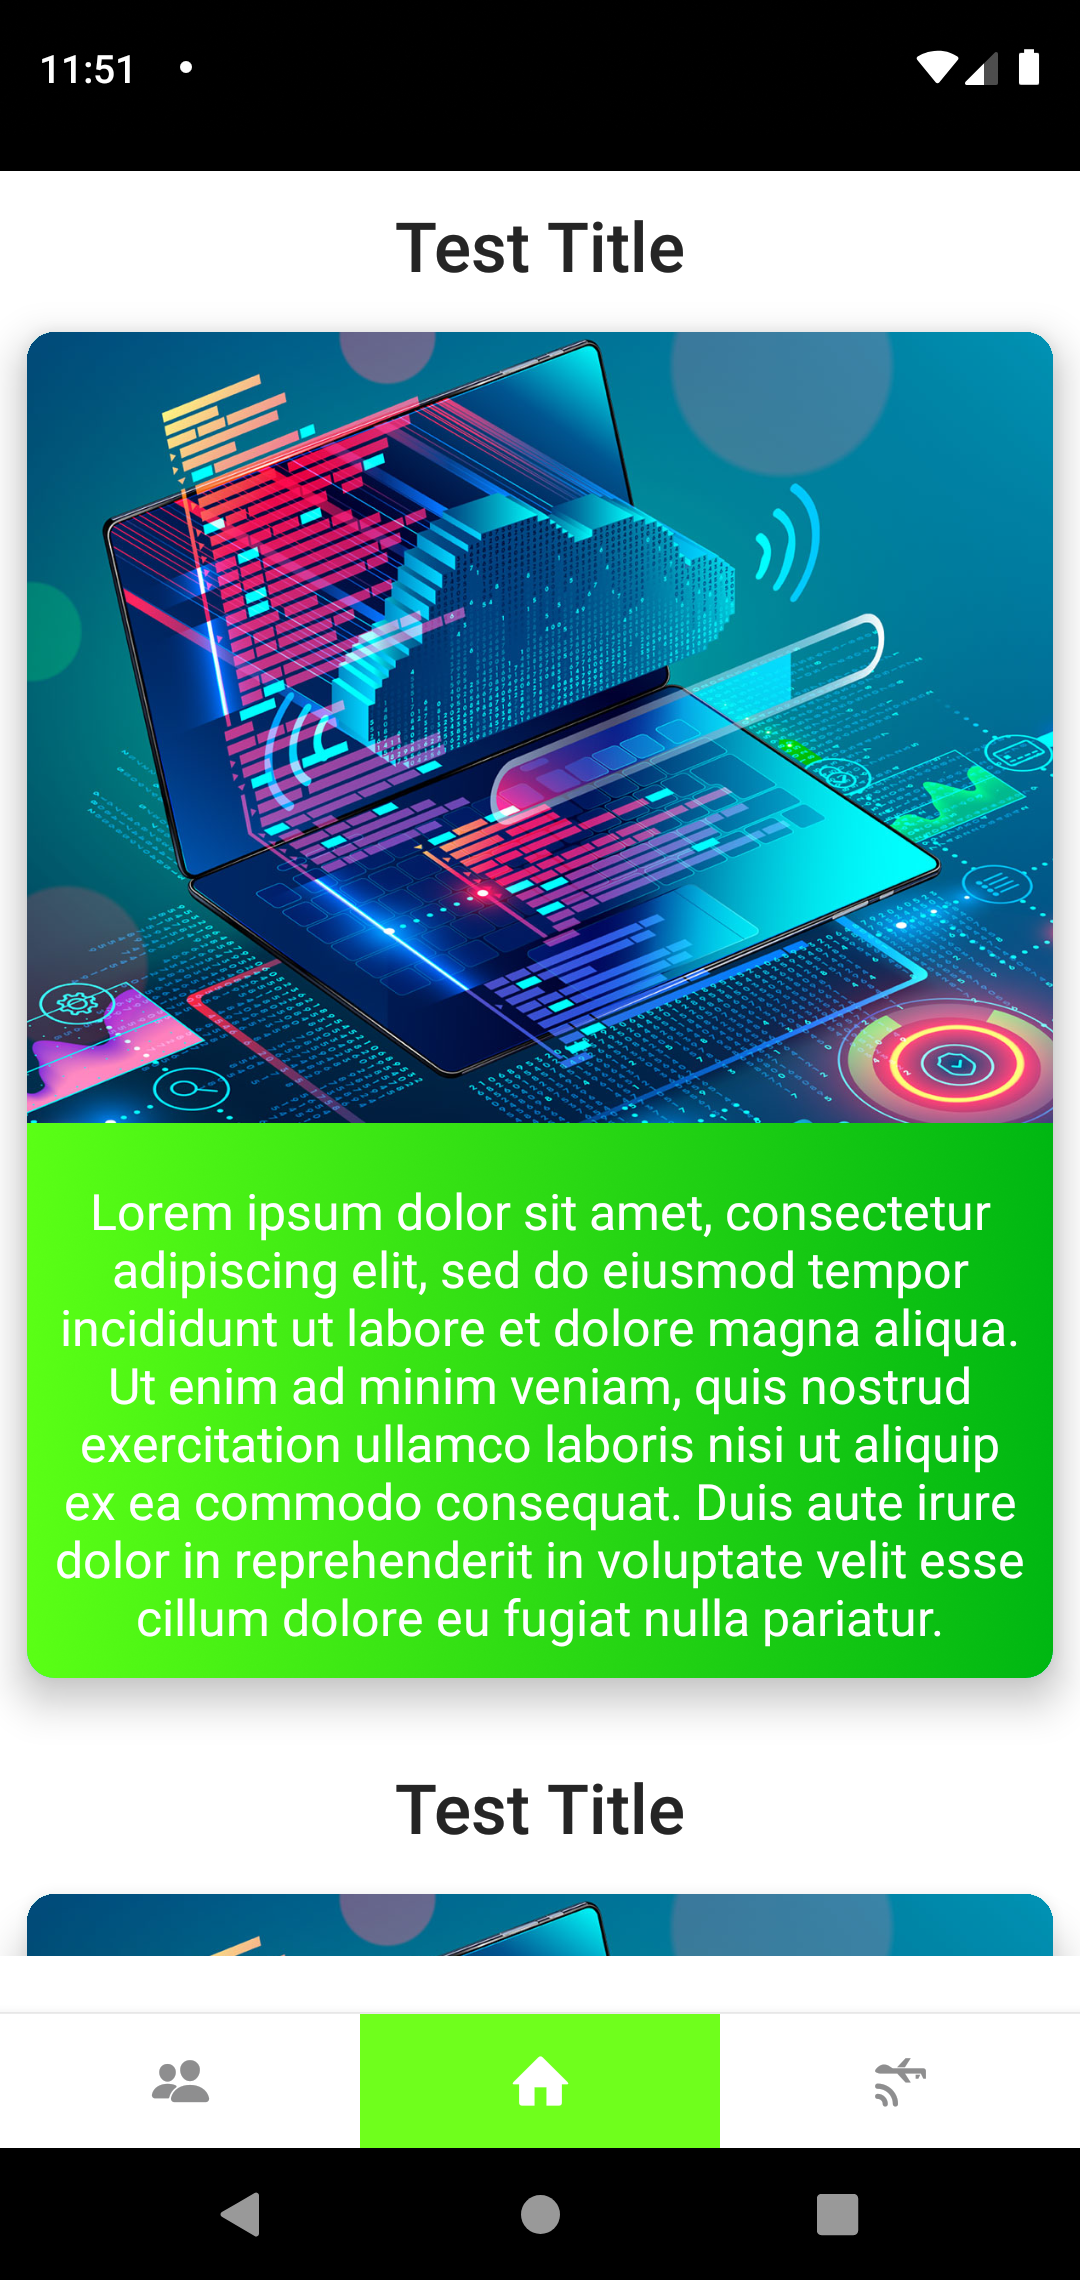 11:51
Test Title
Lorem ipsum dolor sit amet, consectetur
adipiscing elit, sed do eiusmod tempor
incididunt ut labore et dolore magna aliqua.
Ut enim ad minim veniam, quis nostrud
exercitation ullamco laboris nisi ut aliquip
ex ea commodo consequat. Duis aute irure
dolor in reprehenderit in voluptate velit esse
cillum dolore eu fugiat nulla pariatur.
Test Title